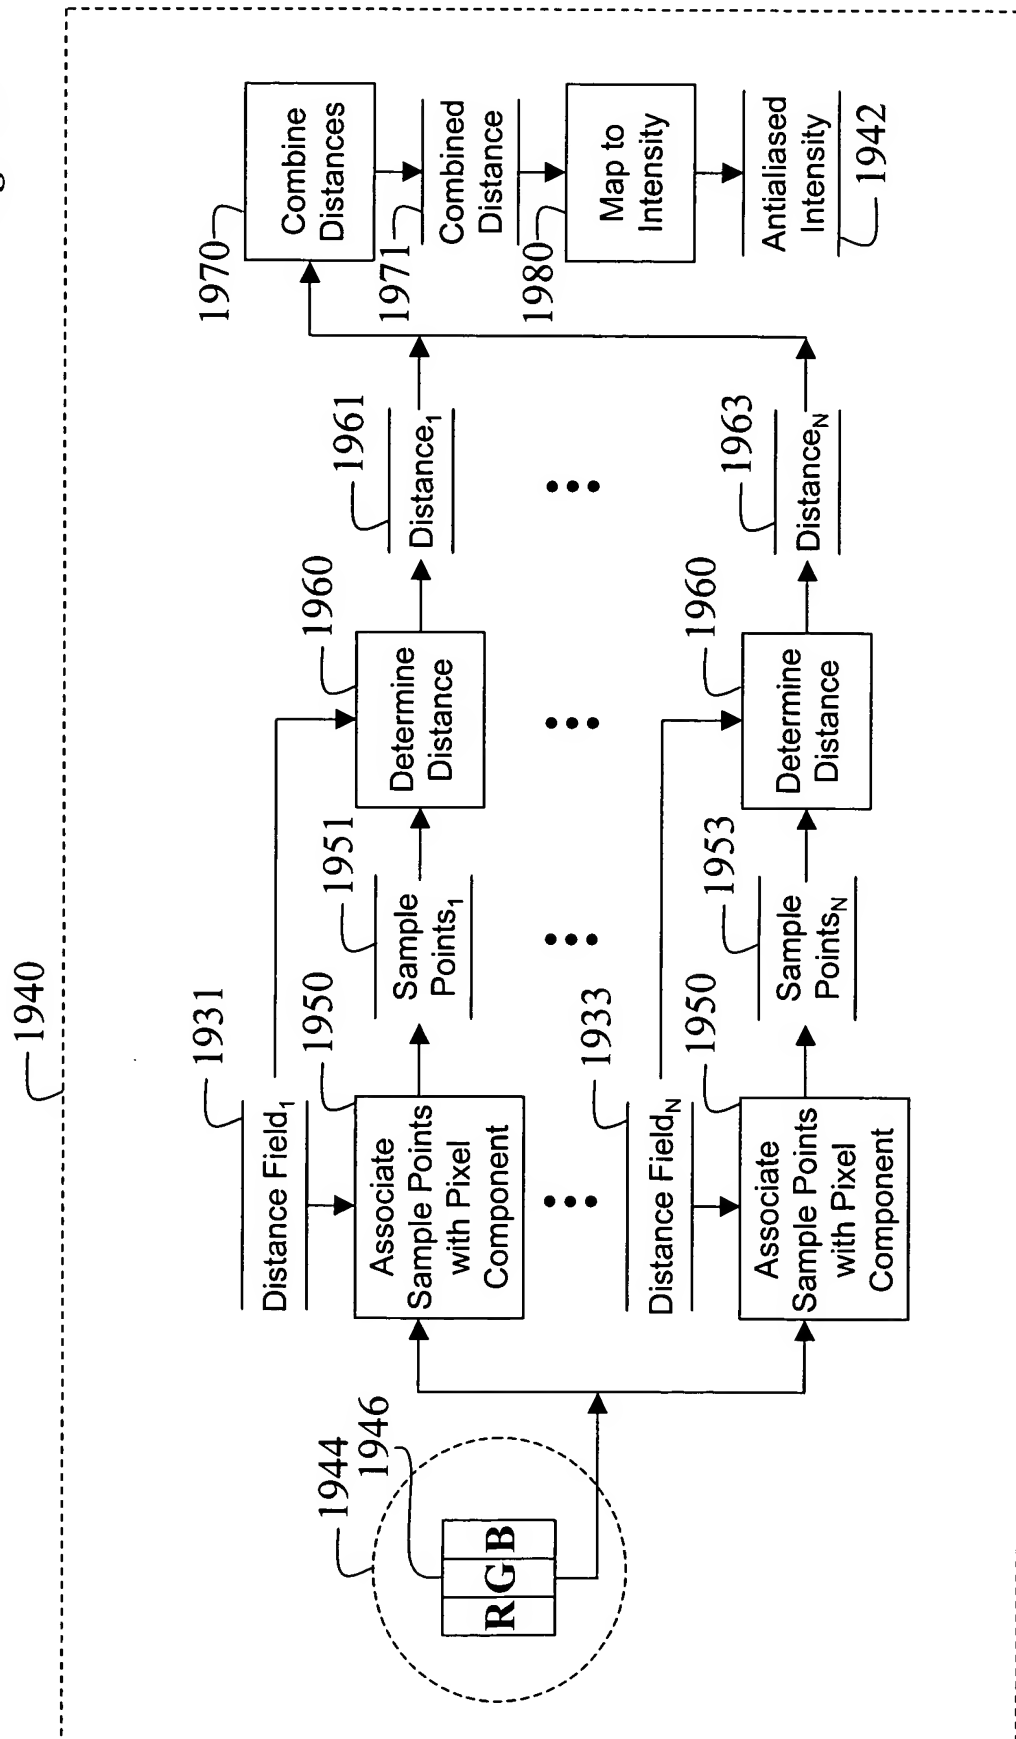 1940
1944
1946
R G B
1931
Distance Field1
1950
Associate
Sample Points
with Pixel
Component
1951
Sample
Points1
1960
Determine
Distance
1961
Distance1
1933
Distance FieldN
1950
Associate
Sample Points
with Pixel
Component
1953
Sample
PointsN
1960
Determine
Distance
1963
DistanceN
1970
Combine
Distances
1971
Combined
Distance
1980
Map to
Intensity
Antialiased
Intensity
1942